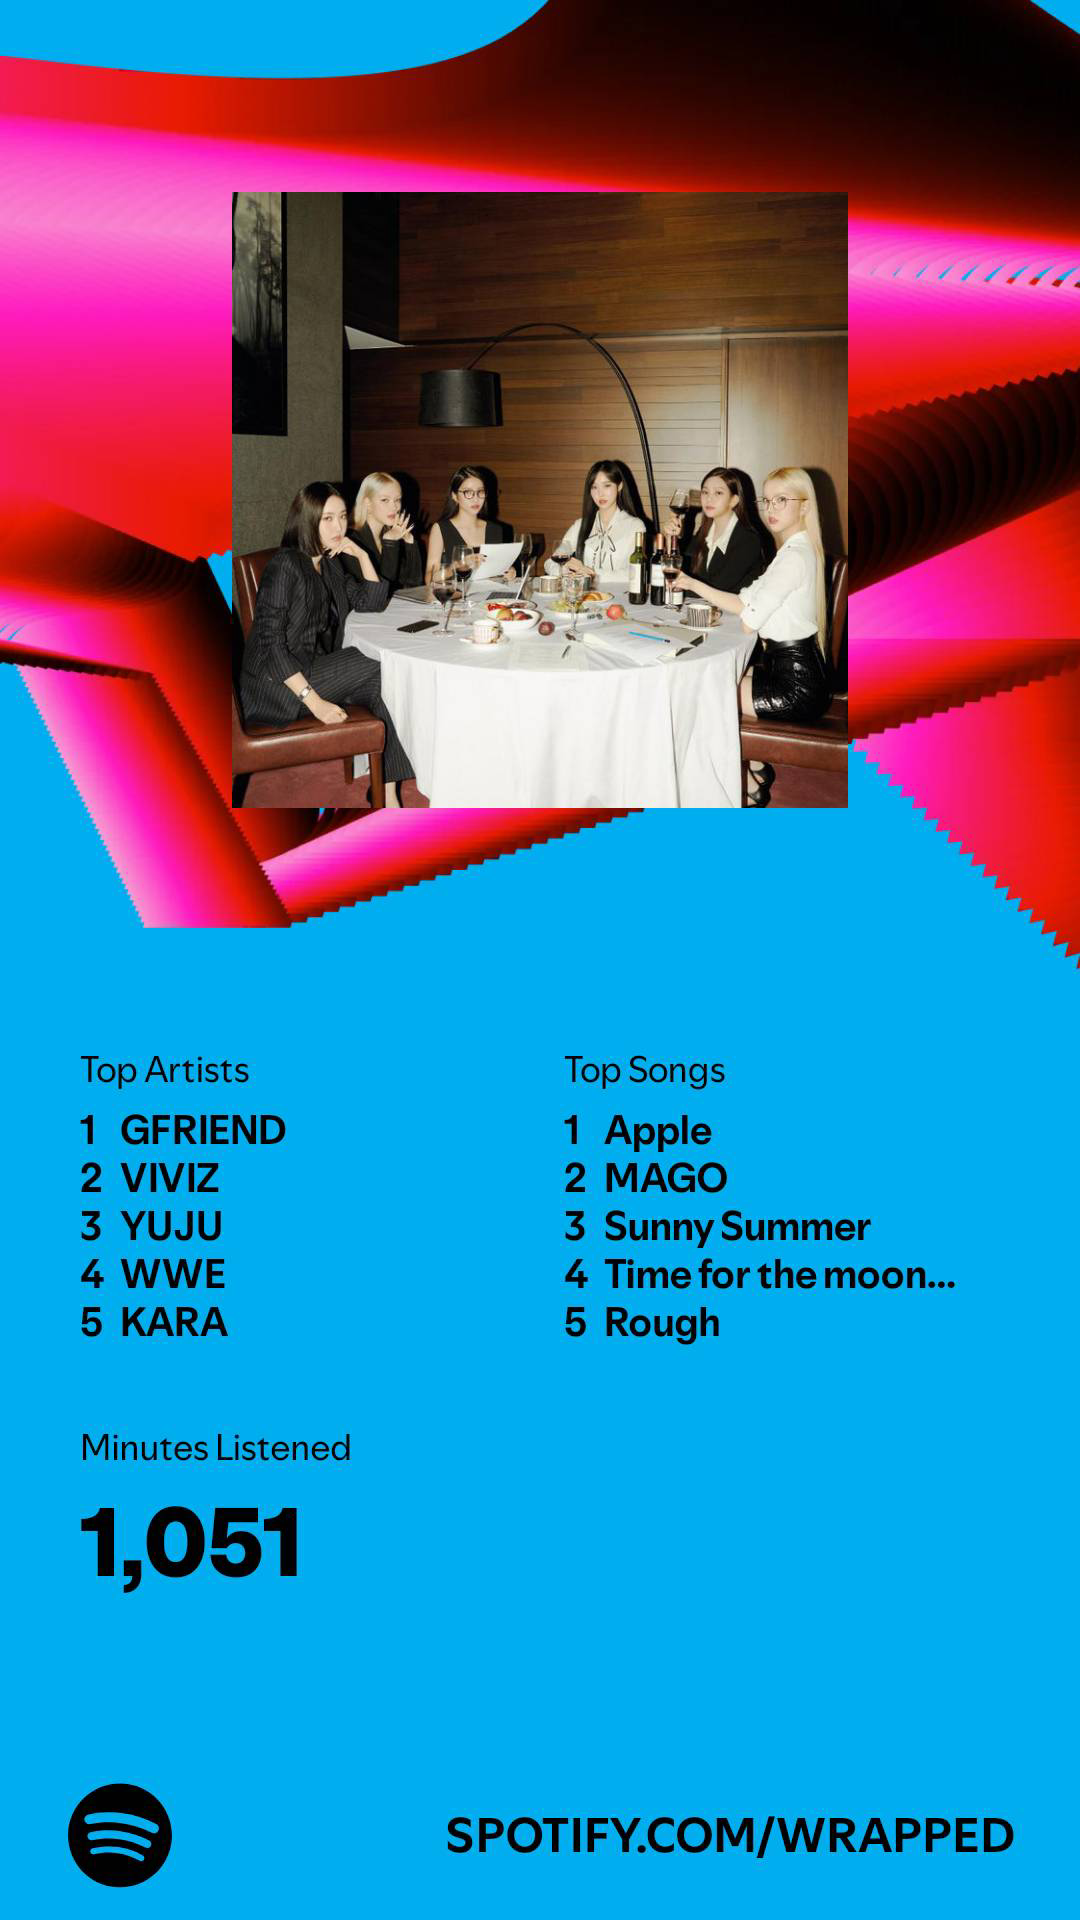 Top Artists
1 GFRIEND
2 VIVIZ
3 YUJU
4 WWE
5 KARA
Top Songs
1 Apple
2 MAGO
3 Sunny Summer
4 Time for the moon...
5 Rough
Minutes Listened
1,051
SPOTIFY.COM/WRAPPED